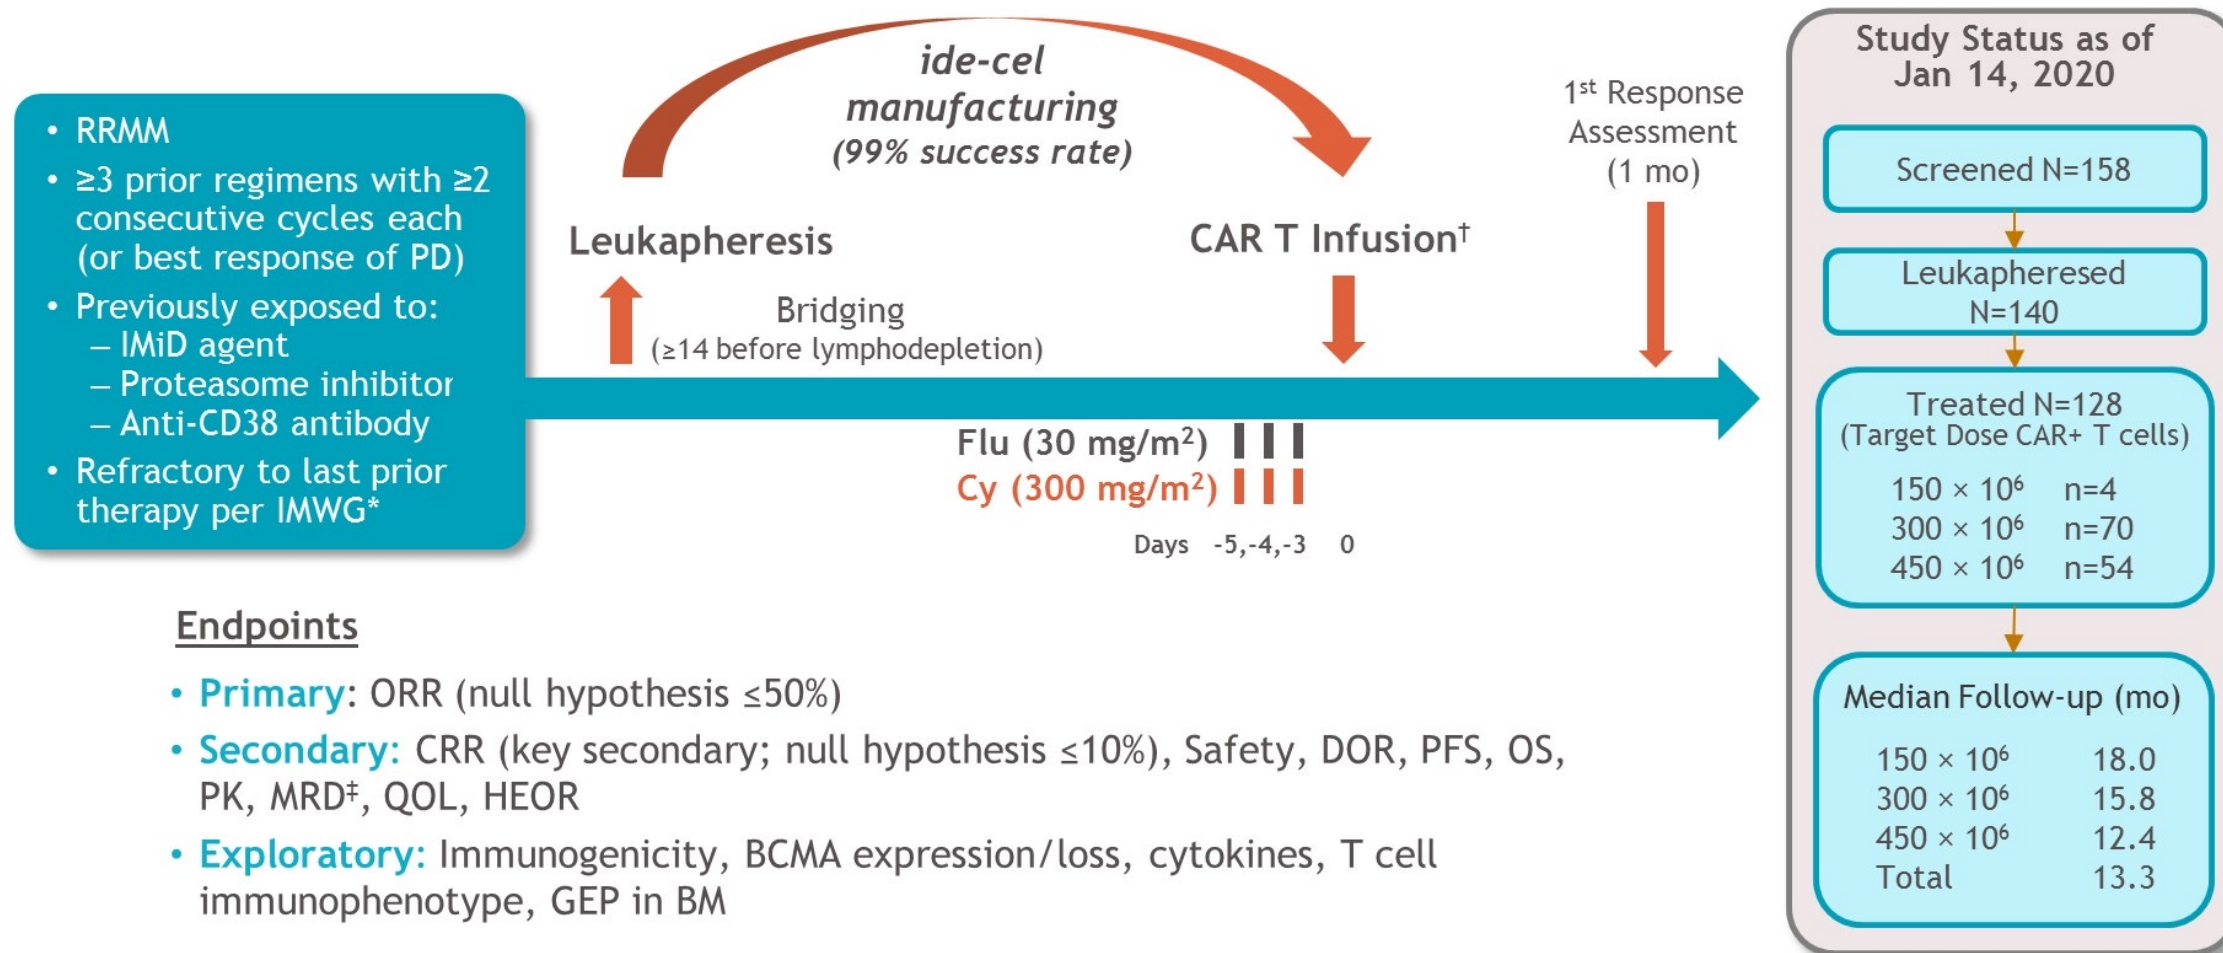 • RRMM
• ≥3 prior regimens with ≥2
consecutive cycles each
(or best response of PD)
• Previously exposed to:
– IMiD agent
– Proteasome inhibitor
– Anti-CD38 antibody
• Refractory to last prior
therapy per IMWG*
ide-cel
manufacturing
(99% success rate)
Leukapheresis
Bridging
(≥14 before lymphodepletion)
CAR T Infusion†
1st Response
Assessment
(1 mo)
Flu (30 mg/m²)
Cy (300 mg/m²)
Days -5,-4,-3 0
Endpoints
• Primary: ORR (null hypothesis ≤50%)
• Secondary: CRR (key secondary; null hypothesis ≤10%), Safety, DOR, PFS, OS,
PK, MRD‡, QOL, HEOR
• Exploratory: Immunogenicity, BCMA expression/loss, cytokines, T cell
immunophenotype, GEP in BM
Study Status as of
Jan 14, 2020
Screened N=158
Leukapheresed
N=140
Treated N=128
(Target Dose CAR+ T cells)
150 × 10⁶ n=4
300 × 10⁶ n=70
450 × 10⁶ n=54
Median Follow-up (mo)
150 × 10⁶ 18.0
300 × 10⁶ 15.8
450 × 10⁶ 12.4
Total 13.3